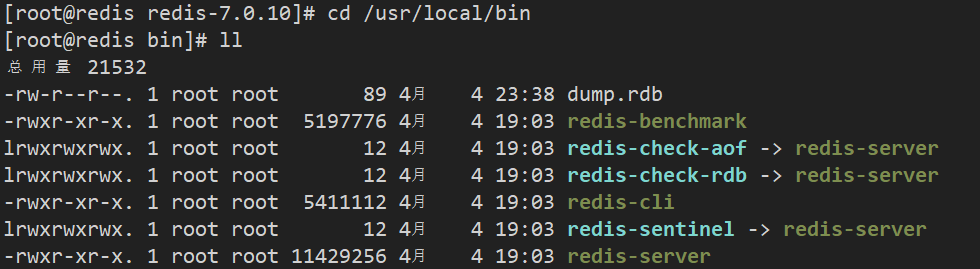 [root@redis redis-7.0.10]# cd /usr/local/bin
[root@redis bin]# ll
总用量 21532
-rw-r--r--. 1 root root       89 4月   4 23:38 dump.rdb
-rwxr-xr-x. 1 root root  5197776 4月   4 19:03 redis-benchmark
lrwxrwxrwx. 1 root root       12 4月   4 19:03 redis-check-aof -> redis-server
lrwxrwxrwx. 1 root root       12 4月   4 19:03 redis-check-rdb -> redis-server
-rwxr-xr-x. 1 root root  5411112 4月   4 19:03 redis-cli
lrwxrwxrwx. 1 root root       12 4月   4 19:03 redis-sentinel -> redis-server
-rwxr-xr-x. 1 root root 11429256 4月   4 19:03 redis-server